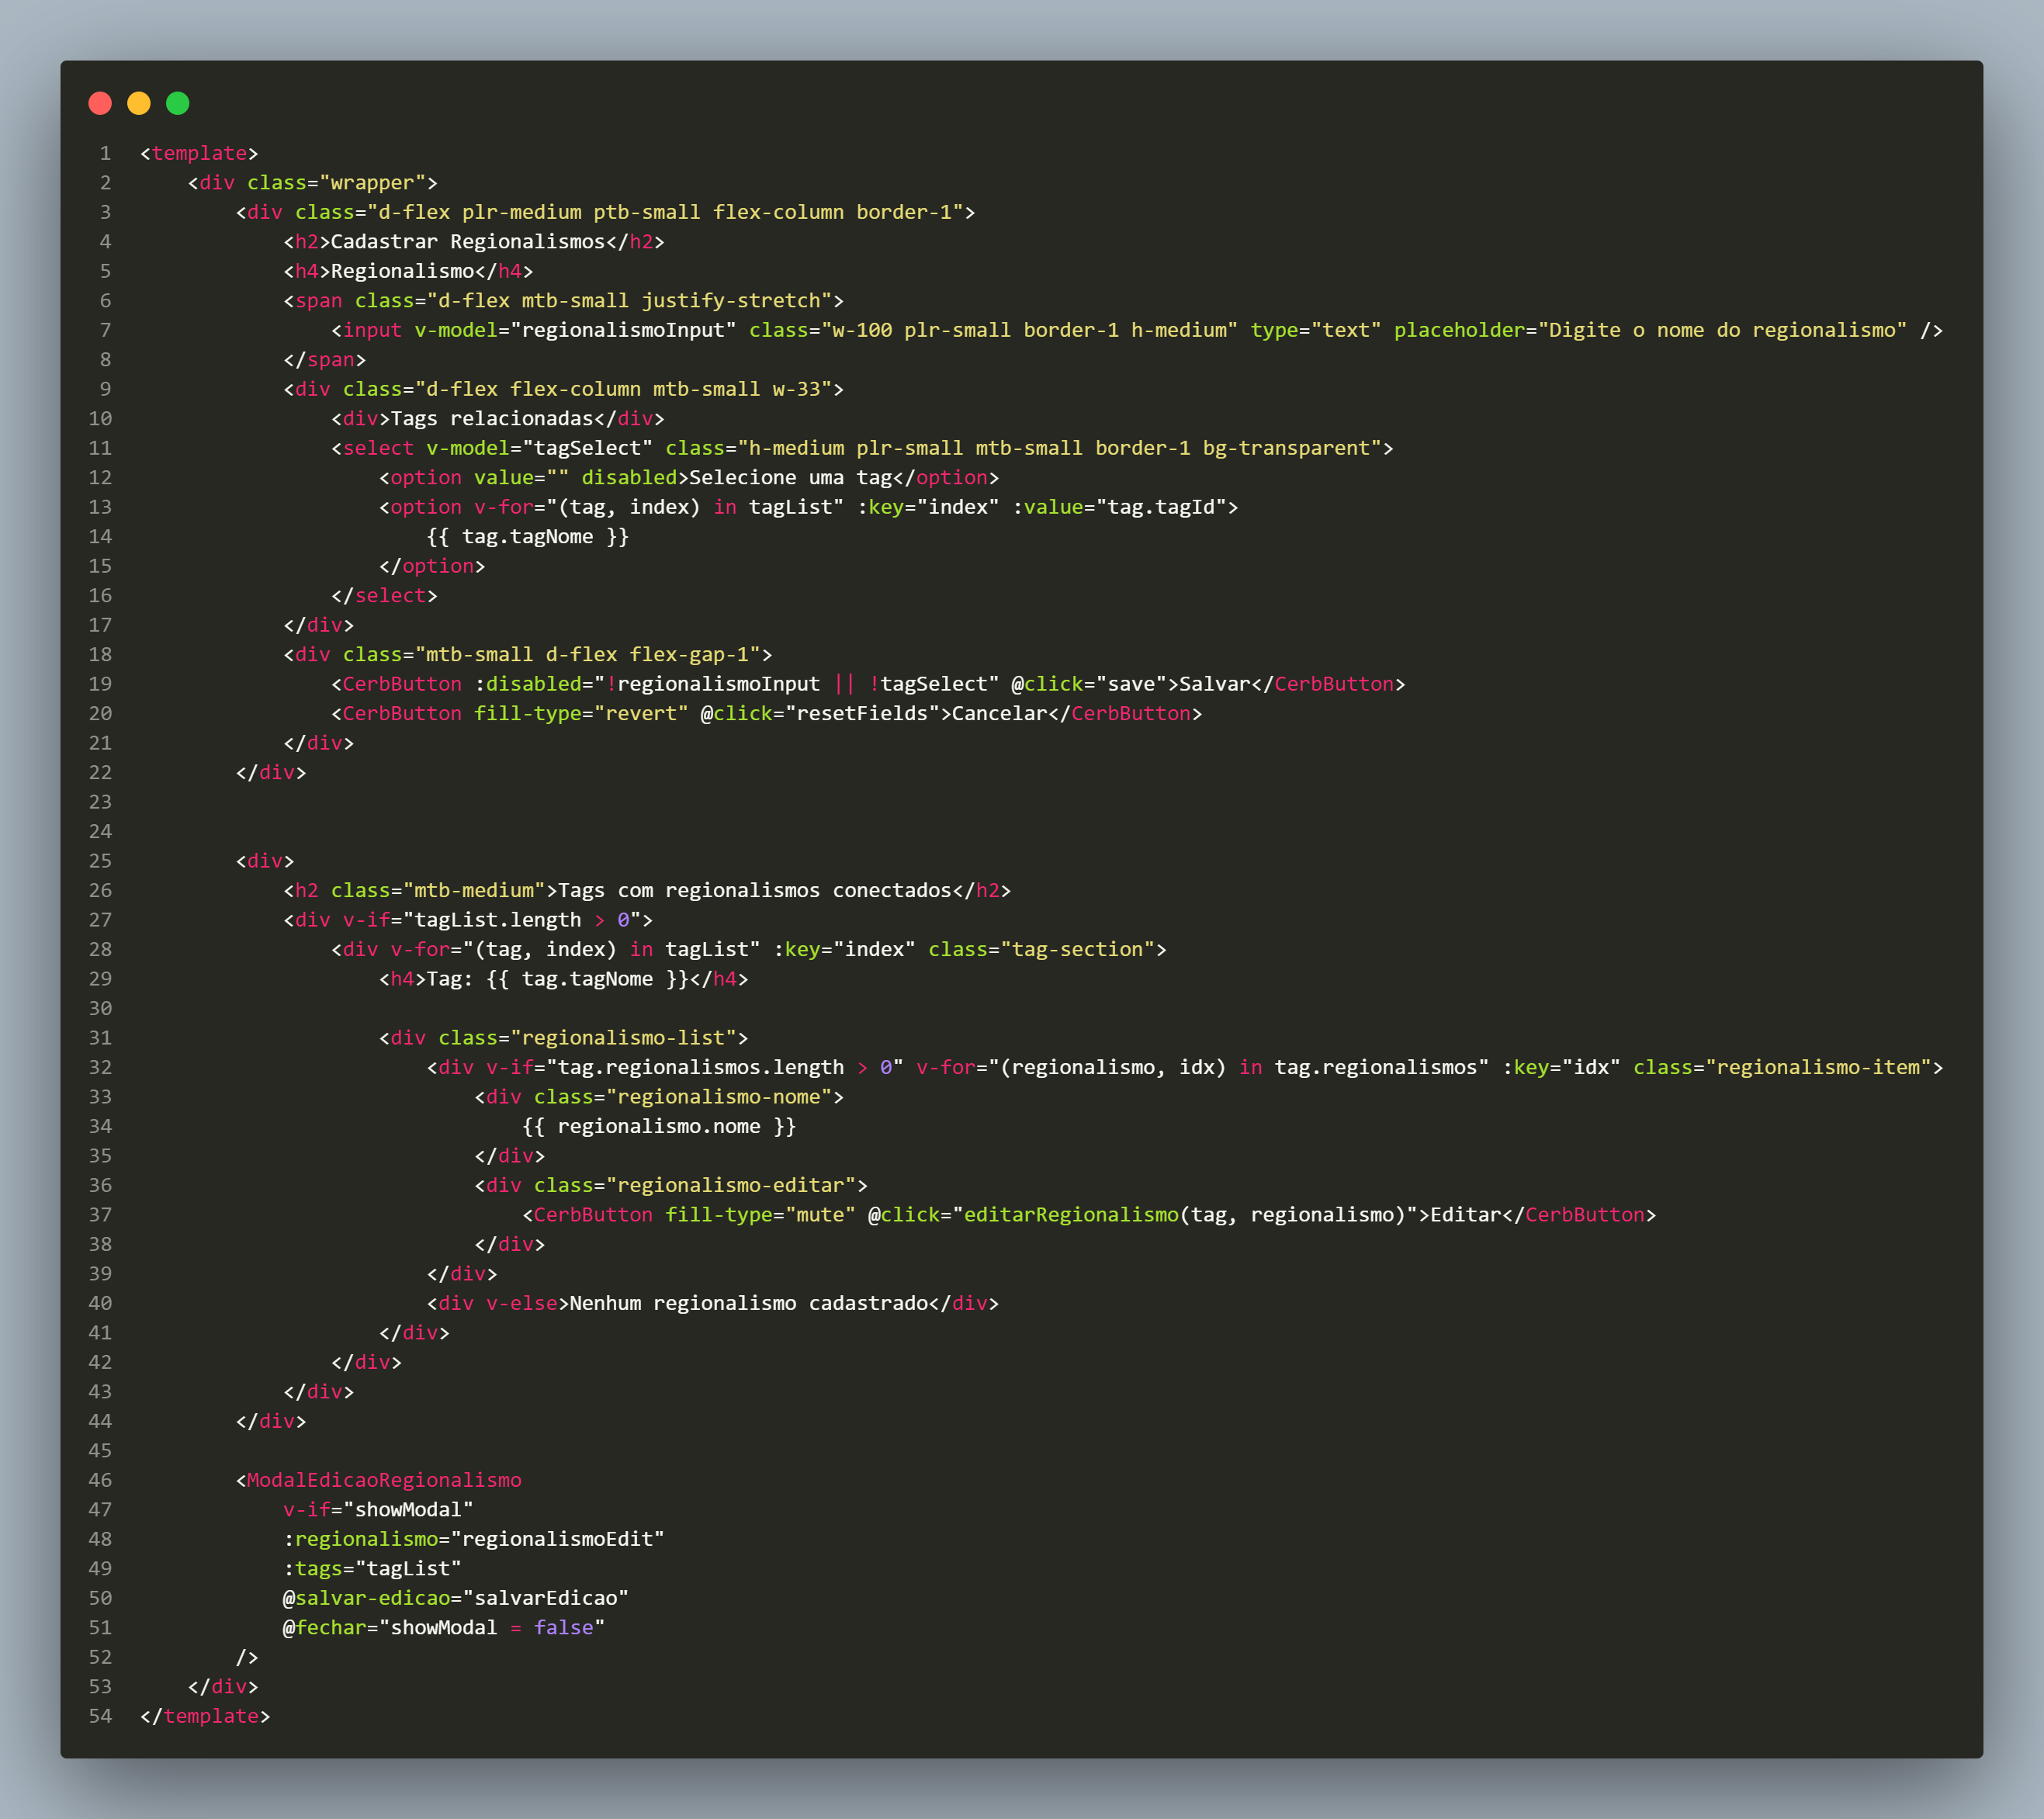 1 <template>
2     <div class="wrapper">
3         <div class="d-flex plr-medium ptb-small flex-column border-1">
4             <h2>Cadastrar Regionalismos</h2>
5             <h4>Regionalismo</h4>
6             <span class="d-flex mtb-small justify-stretch">
7                 <input v-model="regionalismoInput" class="w-100 plr-small border-1 h-medium" type="text" placeholder="Digite o nome do regionalismo" />
8             </span>
9             <div class="d-flex flex-column mtb-small w-33">
10                 <div>Tags relacionadas</div>
11                 <select v-model="tagSelect" class="h-medium plr-small mtb-small border-1 bg-transparent">
12                     <option value="" disabled>Selecione uma tag</option>
13                     <option v-for="(tag, index) in tagList" :key="index" :value="tag.tagId">
14                         {{ tag.tagNome }}
15                     </option>
16                 </select>
17             </div>
18             <div class="mtb-small d-flex flex-gap-1">
19                 <CerbButton :disabled="!regionalismoInput || !tagSelect" @click="save">Salvar</CerbButton>
20                 <CerbButton fill-type="revert" @click="resetFields">Cancelar</CerbButton>
21             </div>
22         </div>
23
24
25         <div>
26             <h2 class="mtb-medium">Tags com regionalismos conectados</h2>
27             <div v-if="tagList.length > 0">
28                 <div v-for="(tag, index) in tagList" :key="index" class="tag-section">
29                     <h4>Tag: {{ tag.tagNome }}</h4>
30
31                     <div class="regionalismo-list">
32                         <div v-if="tag.regionalismos.length > 0" v-for="(regionalismo, idx) in tag.regionalismos" :key="idx" class="regionalismo-item">
33                             <div class="regionalismo-nome">
34                                 {{ regionalismo.nome }}
35                             </div>
36                             <div class="regionalismo-editar">
37                                 <CerbButton fill-type="mute" @click="editarRegionalismo(tag, regionalismo)">Editar</CerbButton>
38                             </div>
39                         </div>
40                         <div v-else>Nenhum regionalismo cadastrado</div>
41                     </div>
42                 </div>
43             </div>
44         </div>
45
46         <ModalEdicaoRegionalismo
47             v-if="showModal"
48             :regionalismo="regionalismoEdit"
49             :tags="tagList"
50             @salvar-edicao="salvarEdicao"
51             @fechar="showModal = false"
52         />
53     </div>
54 </template>